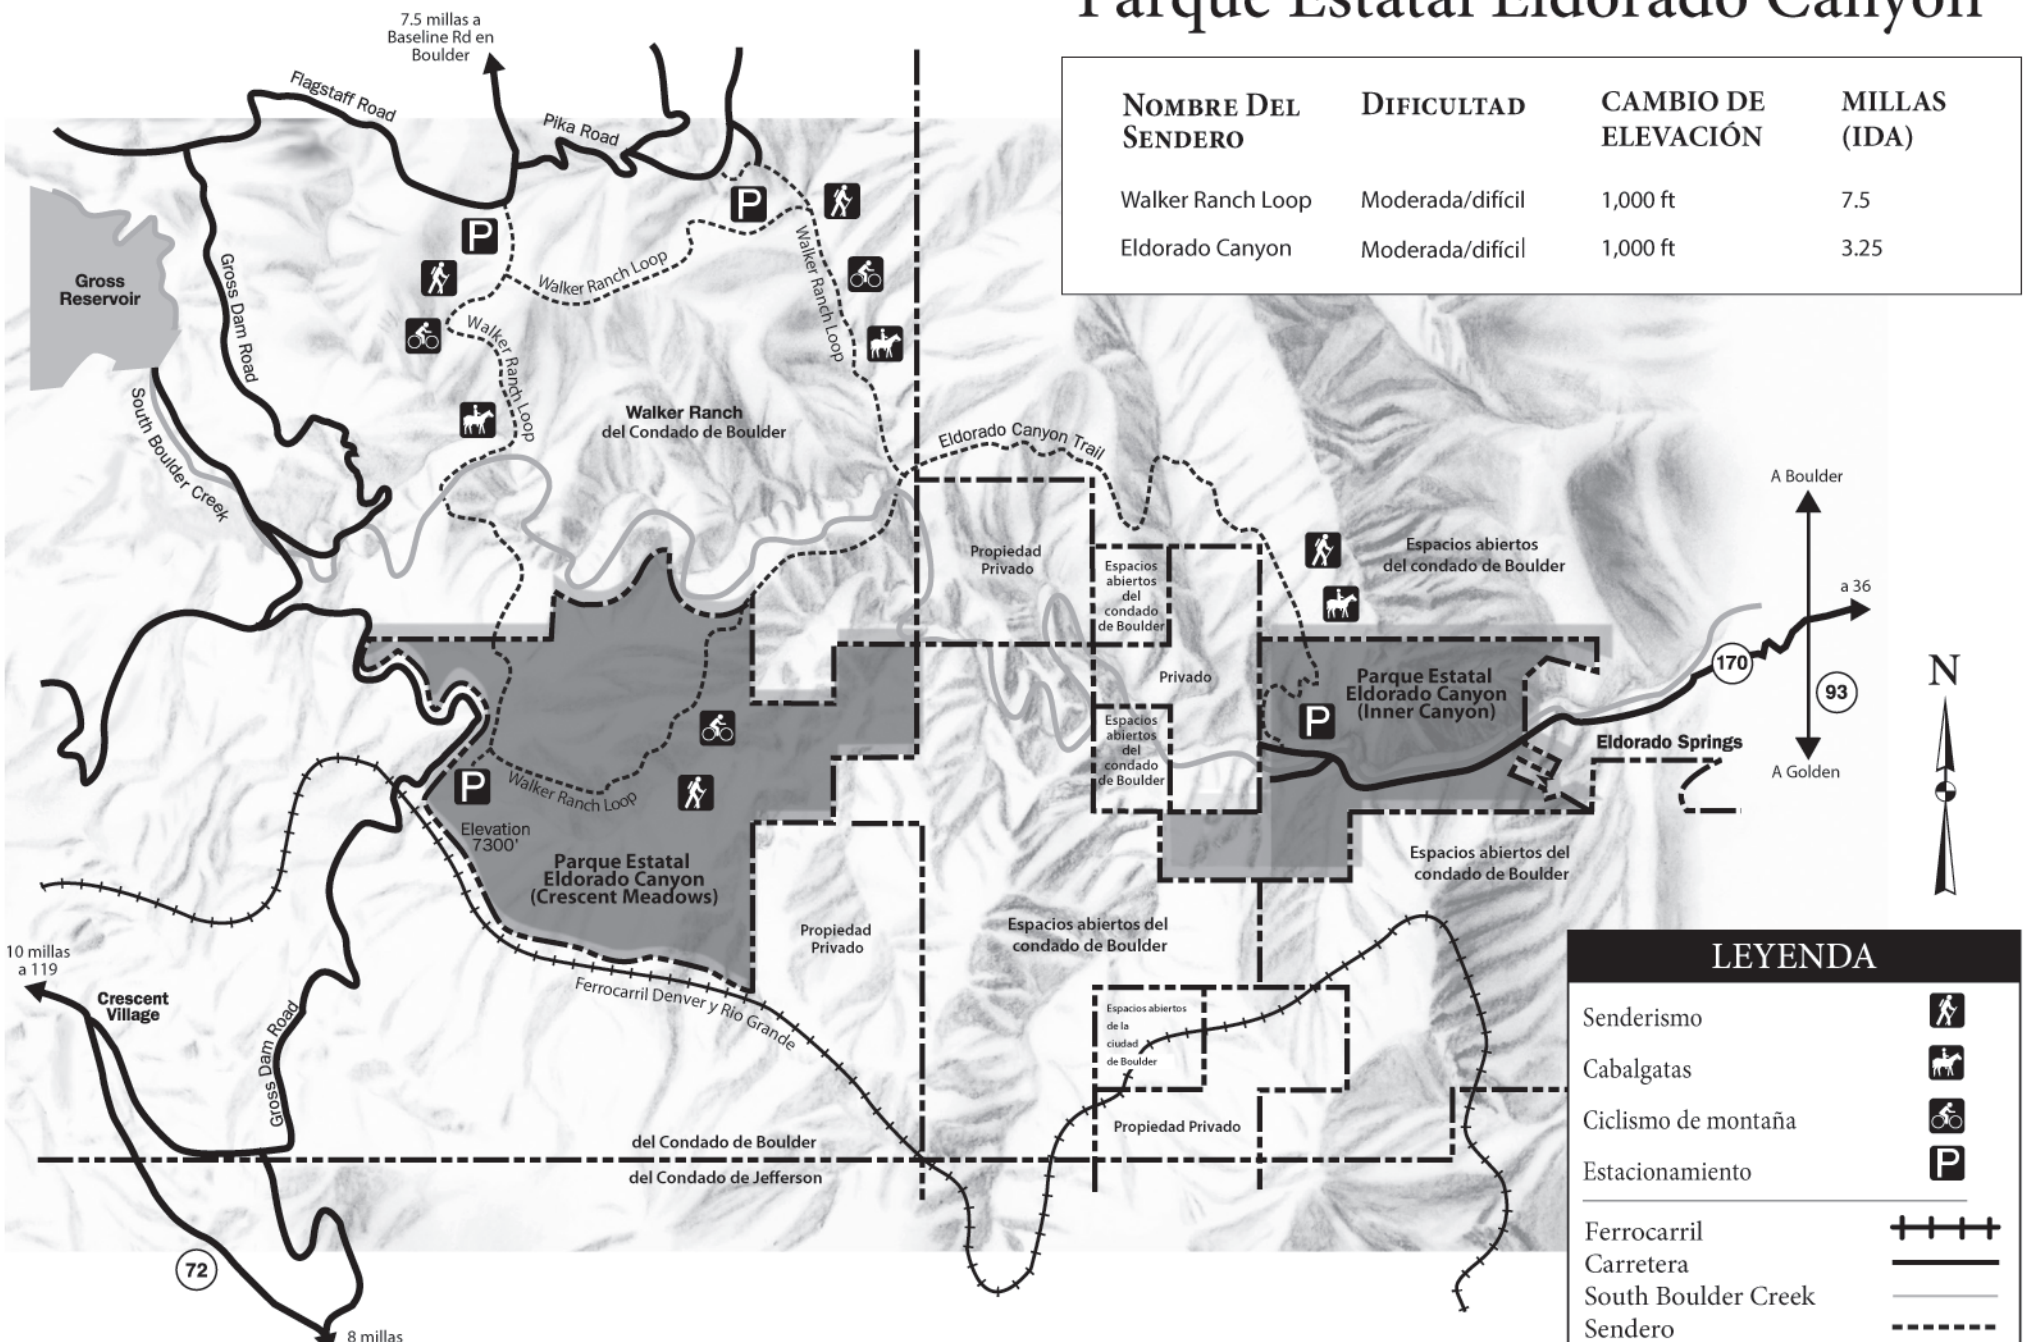 Parque Estatal Eldorado Canyon
NOMBRE DEL
SENDERO
DIFICULTAD
CAMBIO DE
ELEVACIÓN
MILLAS
(IDA)
Walker Ranch Loop Moderada/difícil 1,000 ft 7.5
Eldorado Canyon Moderada/difícil 1,000 ft 3.25
7.5 millas a
Baseline Rd en
Boulder
Flagstaff Road
Pika Road
P
P
Gross
Reservoir
Gross Dam Road
Walker Ranch Loop
Walker Ranch Loop
Walker Ranch Loop
South Boulder Creek
Walker Ranch
del Condado de Boulder
Eldorado Canyon Trail
A Boulder
Propiedad
Privado
Espacios
abiertos
del
condado
de Boulder
Espacios abiertos
del condado de Boulder
a 36
170
93
N
Privado
Parque Estatal
Eldorado Canyon
(Inner Canyon)
P
Espacios
abiertos
del
condado
de Boulder
Eldorado Springs
A Golden
P
Walker Ranch Loop
Elevation
7300'
Parque Estatal
Eldorado Canyon
(Crescent Meadows)
Espacios abiertos del
condado de Boulder
Propiedad
Privado
Espacios abiertos del
condado de Boulder
10 millas
a 119
Crescent
Village
Ferrocarril Denver y Rio Grande
Gross Dam Road
Espacios abiertos
de la
ciudad
de Boulder
Propiedad Privado
del Condado de Boulder
del Condado de Jefferson
72
8 millas
LEYENDA
Senderismo
Cabalgatas
Ciclismo de montaña
Estacionamiento P
Ferrocarril
Carretera
South Boulder Creek
Sendero